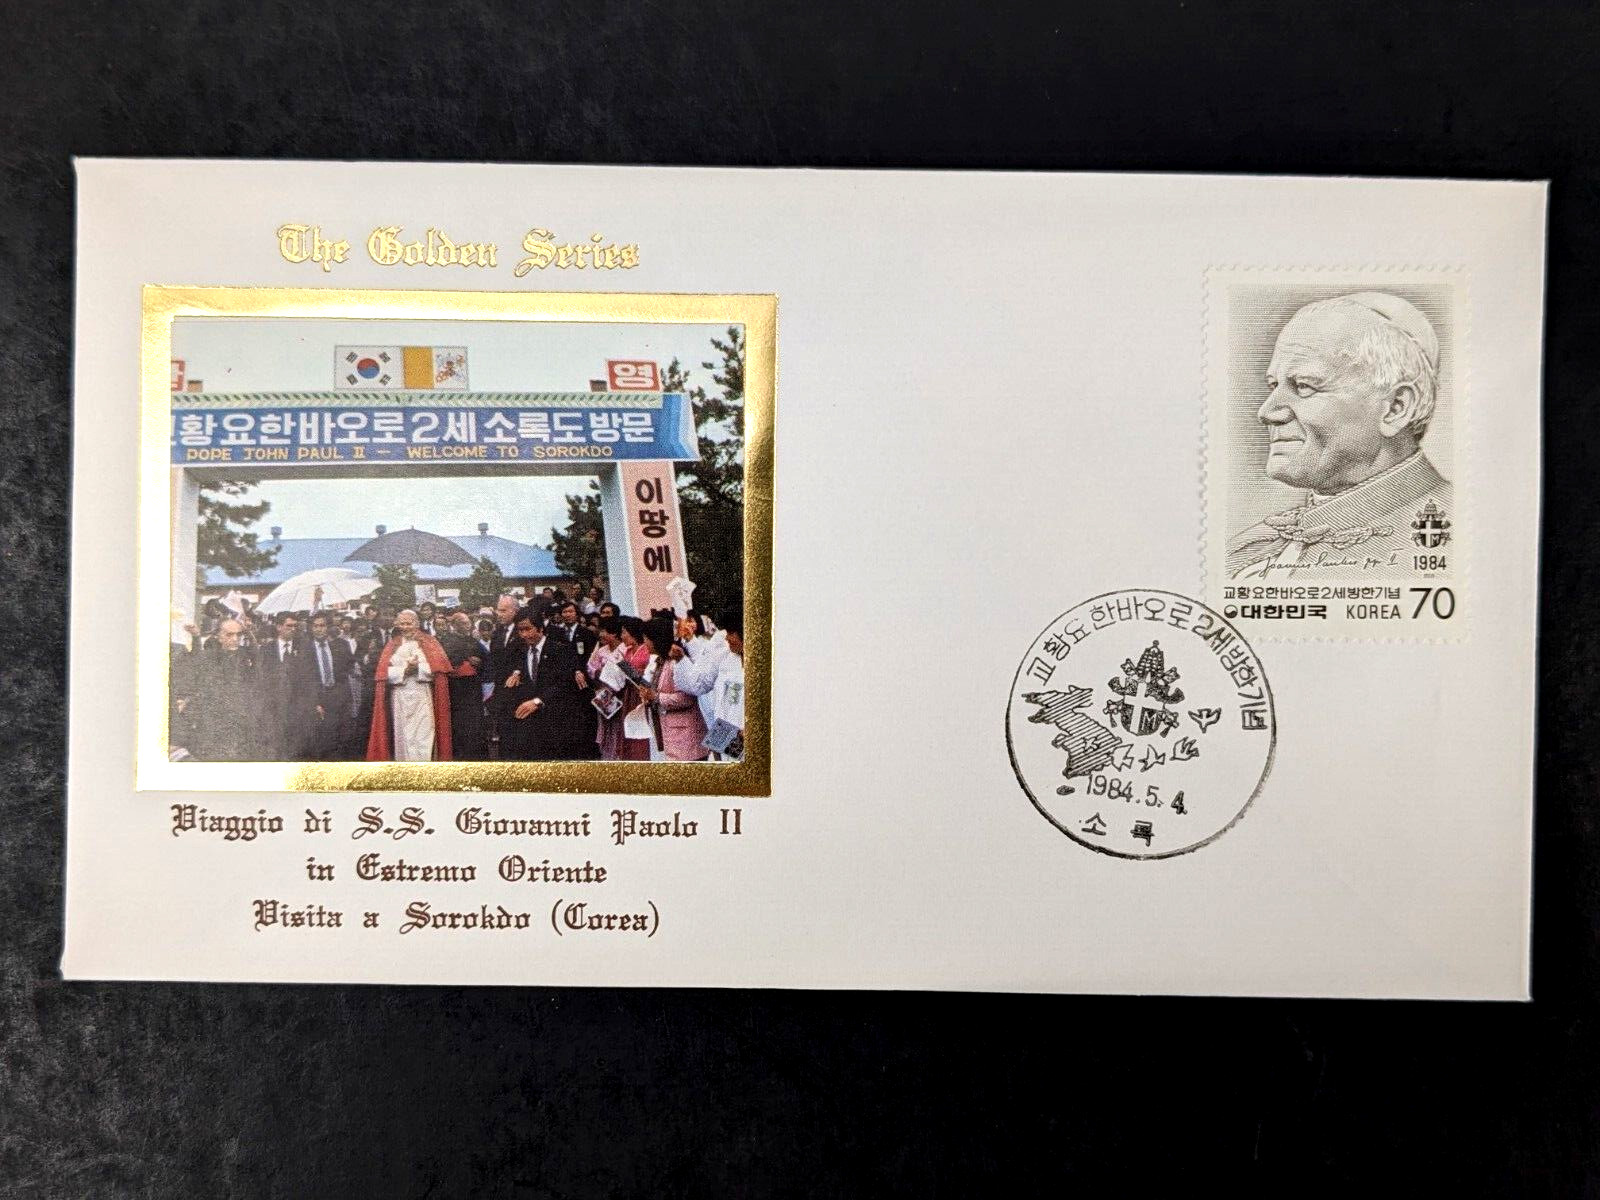 The Golden Series
영
황요한바오로2세 소록도 방문
POPE JOHN PAUL II — WELCOME TO SOROKDO
이 땅에
Viaggio di S.S. Giovanni Paolo II
in Estremo Oriente
Visita a Sorokdo (Corea)
Joannes Paulus pp. II
1984
교황요한바오로2세방한기념
대한민국 KOREA 70
교황요한바오로2세방한기념
M
1984.5.4
소록